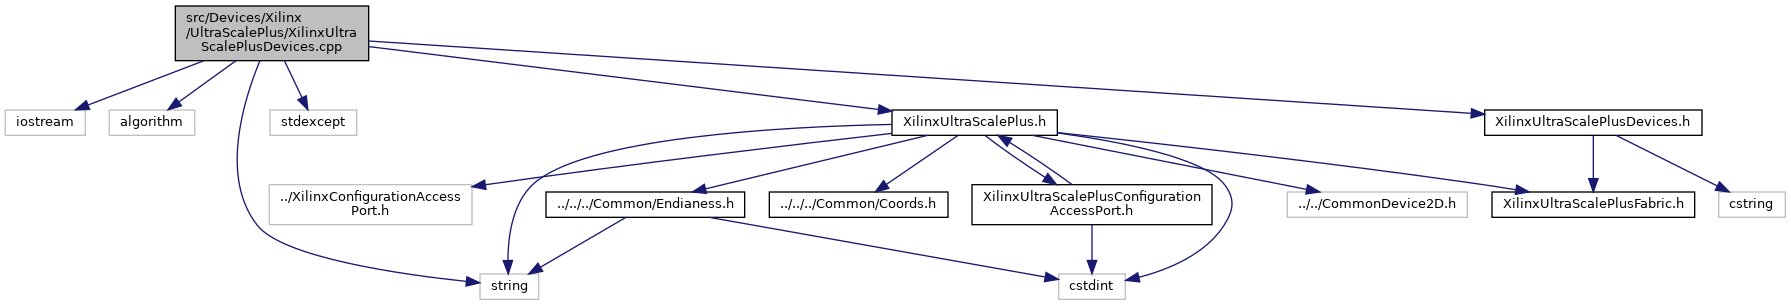 src/Devices/Xilinx
/UltraScalePlus/XilinxUltra
ScalePlusDevices.cpp
iostream
algorithm
stdexcept
XilinxUltraScalePlus.h
XilinxUltraScalePlusDevices.h
../XilinxConfigurationAccess
Port.h
../../../Common/Endianess.h
../../../Common/Coords.h
XilinxUltraScalePlusConfiguration
AccessPort.h
../../CommonDevice2D.h
XilinxUltraScalePlusFabric.h
cstring
string
cstdint